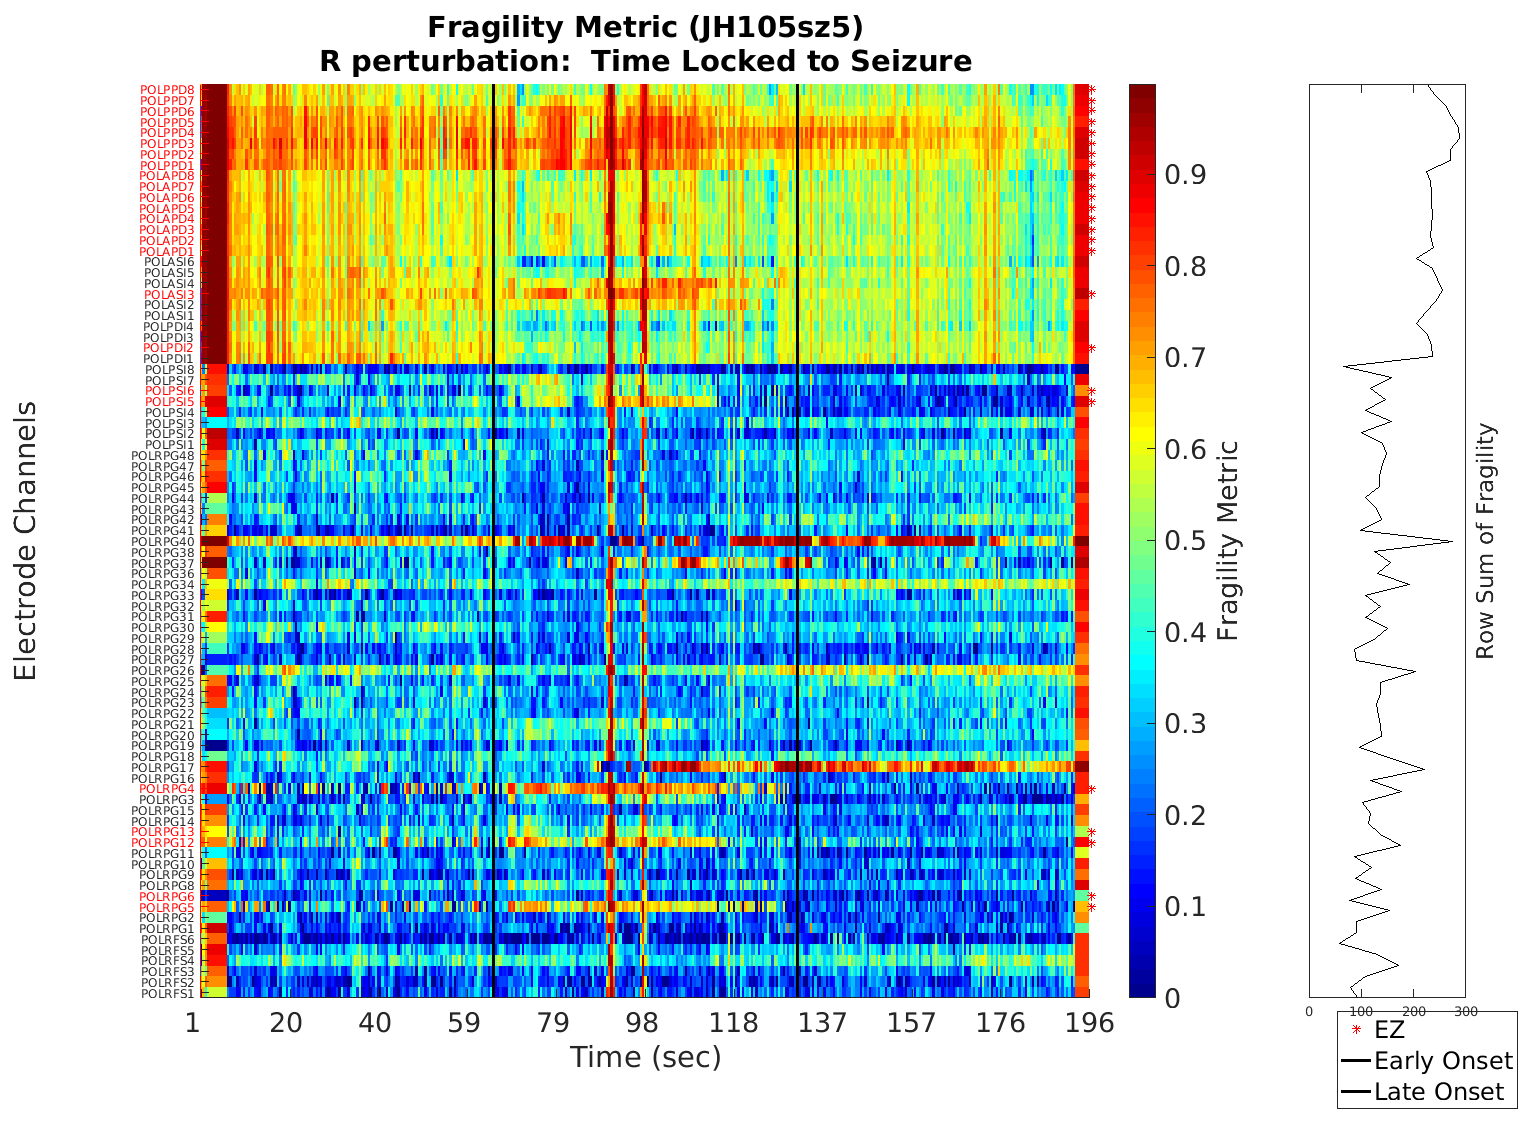 Fragility Metric (JH105sz5)
R perturbation:  Time Locked to Seizure
Electrode Channels
POLPPD8
POLPPD7
POLPPD6
POLPPD5
POLPPD4
POLPPD3
POLPPD2
POLPPD1
POLAPD8
POLAPD7
POLAPD6
POLAPD5
POLAPD4
POLAPD3
POLAPD2
POLAPD1
POLASI6
POLASI5
POLASI4
POLASI3
POLASI2
POLASI1
POLPDI4
POLPDI3
POLPDI2
POLPDI1
POLPSI8
POLPSI7
POLPSI6
POLPSI5
POLPSI4
POLPSI3
POLPSI2
POLPSI1
POLRPG48
POLRPG47
POLRPG46
POLRPG45
POLRPG44
POLRPG43
POLRPG42
POLRPG41
POLRPG40
POLRPG38
POLRPG37
POLRPG36
POLRPG34
POLRPG33
POLRPG32
POLRPG31
POLRPG30
POLRPG29
POLRPG28
POLRPG27
POLRPG26
POLRPG25
POLRPG24
POLRPG23
POLRPG22
POLRPG21
POLRPG20
POLRPG19
POLRPG18
POLRPG17
POLRPG16
POLRPG4
POLRPG3
POLRPG15
POLRPG14
POLRPG13
POLRPG12
POLRPG11
POLRPG10
POLRPG9
POLRPG8
POLRPG6
POLRPG5
POLRPG2
POLRPG1
POLRFS6
POLRFS5
POLRFS4
POLRFS3
POLRFS2
POLRFS1
1 20 40 59 79 98 118 137 157 176 196
Time (sec)
0.9
0.8
0.7
0.6
0.5
0.4
0.3
0.2
0.1
0
Fragility Metric
0 100 200 300
Row Sum of Fragility
EZ
Early Onset
Late Onset